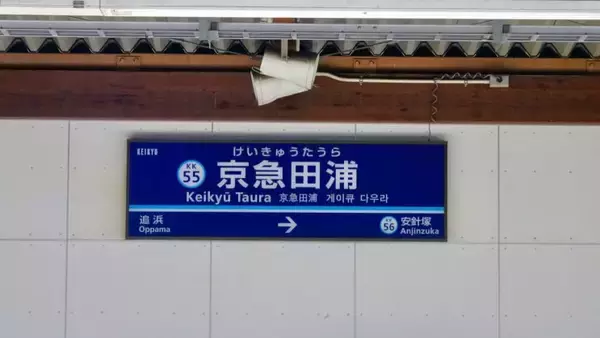 KEIKYU
けいきゅうたうら
KK
55
京急田浦
Keikyū Taura 京急田浦 게이큐 다우라
追浜
Oppama
→
KK
56
安針塚
Anjinzuka